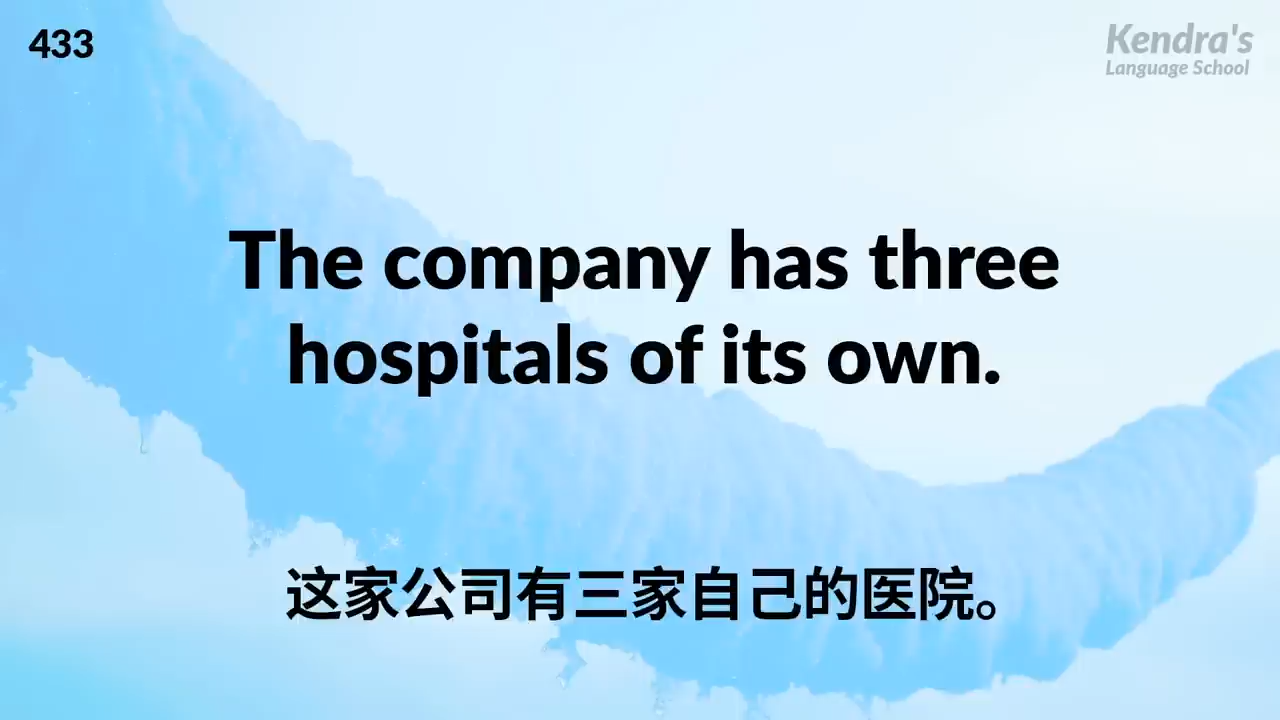 433
Kendra's
Language School
The company has three
hospitals of its own.
这家公司有三家自己的医院。